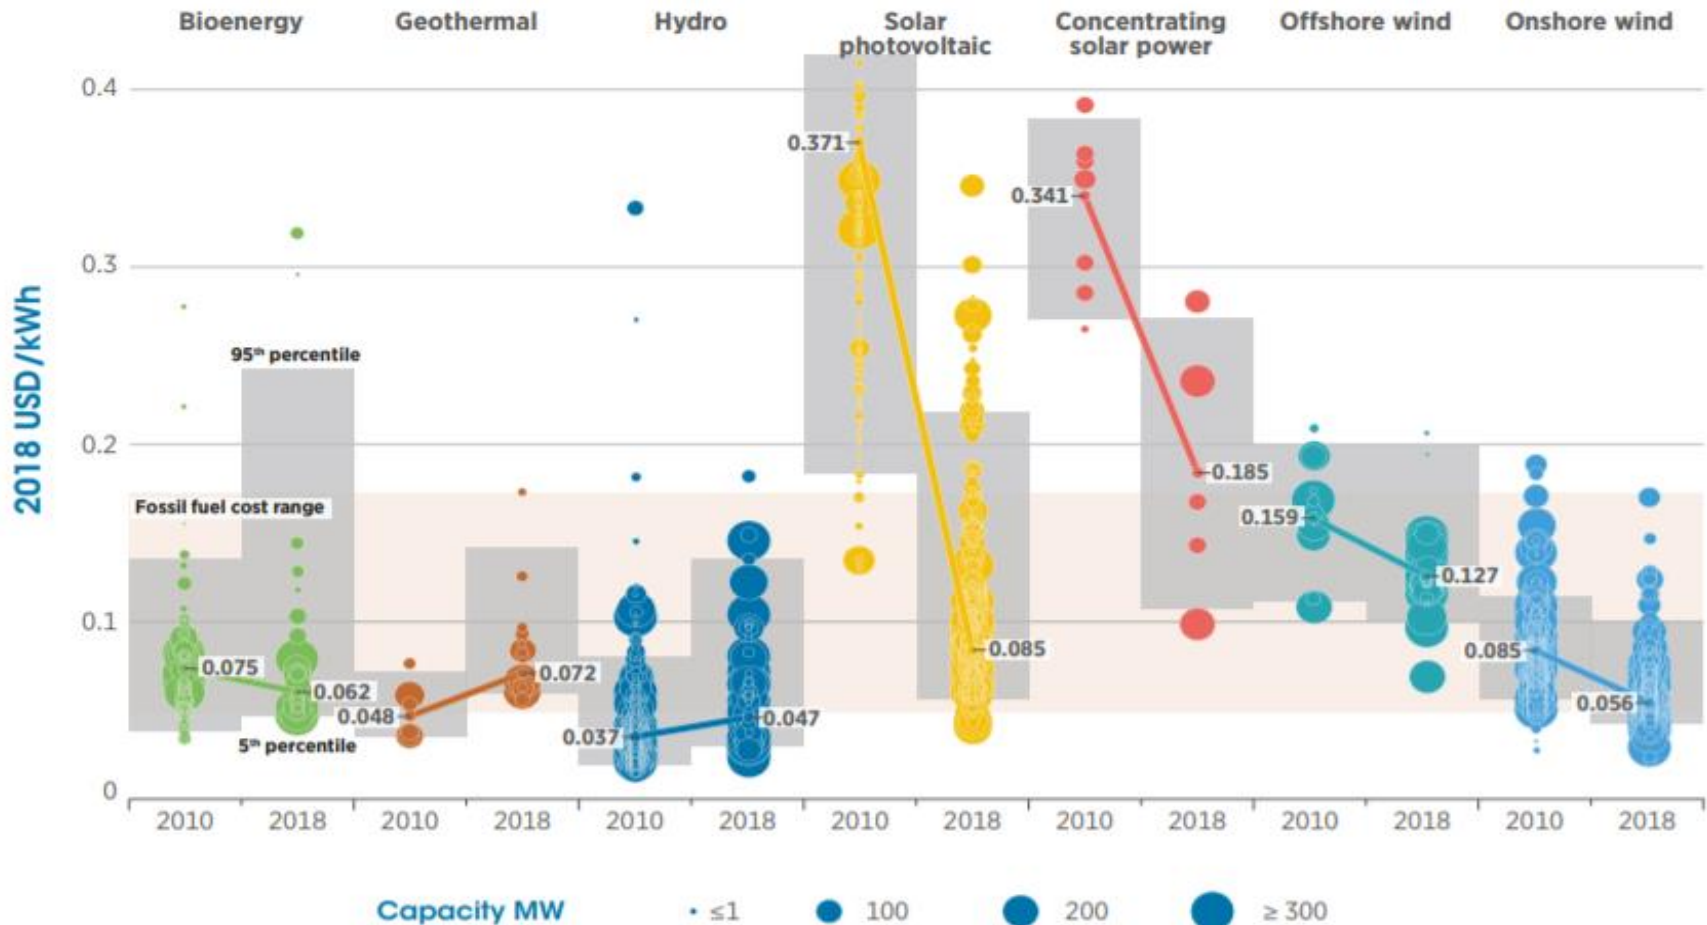 Bioenergy
Geothermal
Hydro
Solar
photovoltaic
Concentrating
solar power
Offshore wind
Onshore wind
2018 USD/kWh
0.4
0.3
0.2
0.1
0
95th percentile
Fossil fuel cost range
5th percentile
0.075
0.062
0.048
0.072
0.037
0.047
0.371
0.085
0.341
0.185
0.159
0.127
0.085
0.056
2010 2018 2010 2018 2010 2018 2010 2018 2010 2018 2010 2018 2010 2018
Capacity MW ≤1 100 200 ≥ 300